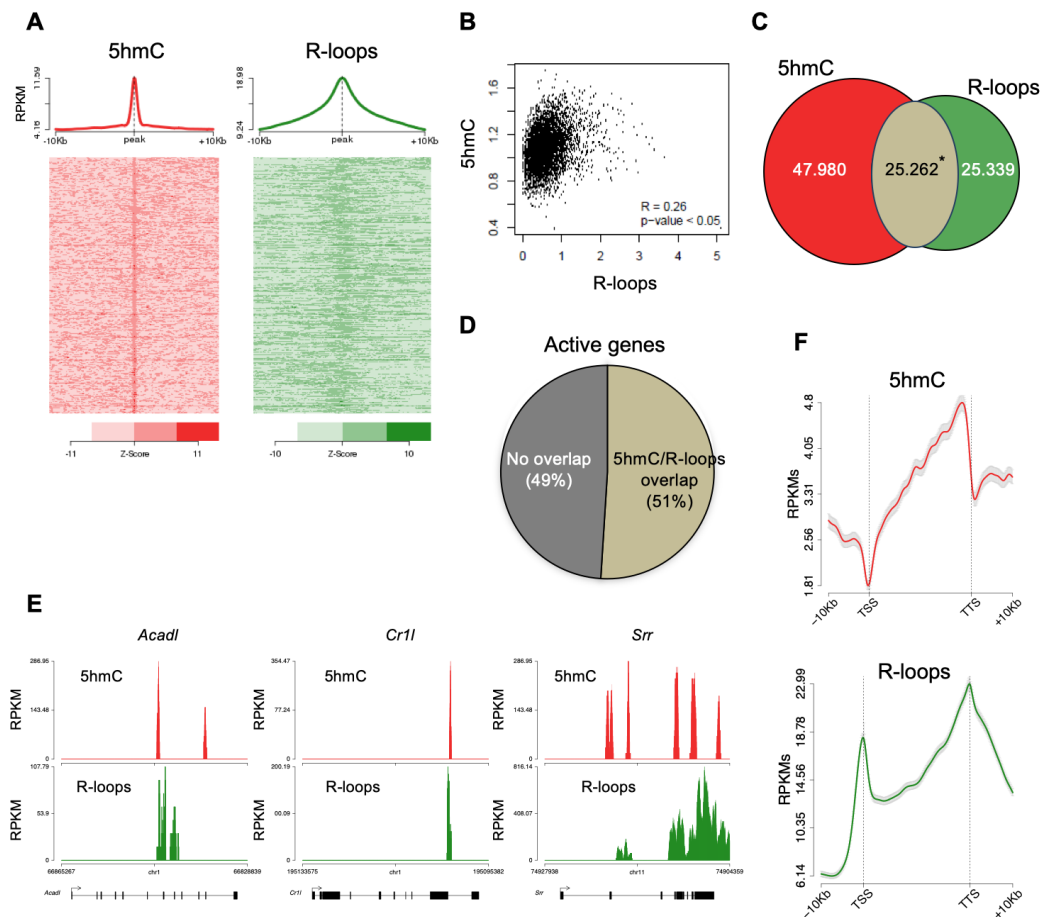 A
5hmC
R-loops
RPKM
11.59
4.16
-10Kb
peak
+10Kb
18.98
9.24
-10Kb
peak
+10Kb
-11
Z-Score
11
-10
Z-Score
10
B
5hmC
1.6
1.2
0.8
0.4
R = 0.26
p-value < 0.05
0
1
2
3
4
5
R-loops
C
5hmC
R-loops
47.980
25.262*
25.339
D
Active genes
No overlap
(49%)
5hmC/R-loops
overlap
(51%)
E
Acadl
Cr1l
Srr
RPKM
286.95
143.48
0
5hmC
RPKM
354.47
77.24
0
5hmC
RPKM
286.95
143.48
0
5hmC
RPKM
107.79
53.9
0
R-loops
RPKM
200.19
00.09
0
R-loops
RPKM
816.14
408.07
0
R-loops
66865267
chr1
66828839
195133575
chr1
195095382
74927938
chr11
74904359
Acadl
Cr1l
Srr
F
5hmC
RPKMs
4.8
4.05
3.31
2.56
1.81
−10Kb
TSS
TTS
+10Kb
R-loops
RPKMs
22.99
18.78
14.56
10.35
6.14
−10Kb
TSS
TTS
+10Kb